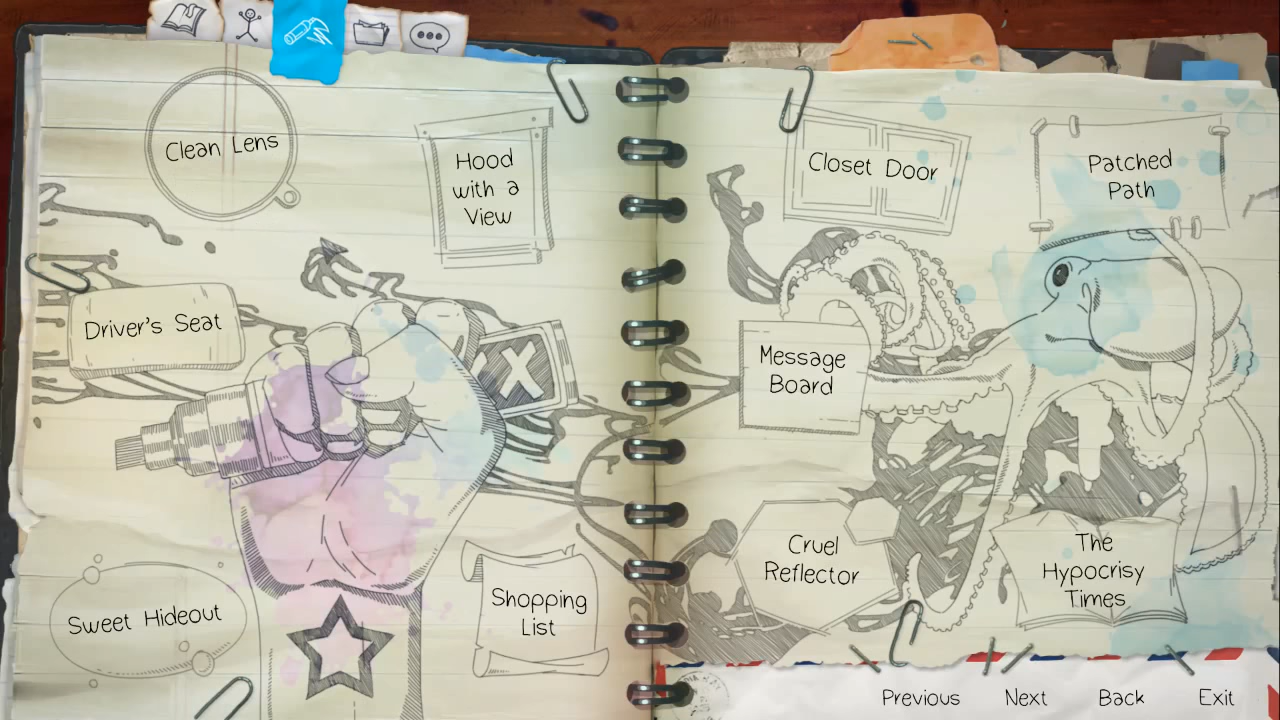 Clean Lens
Hood
with a
View
Driver's Seat
Sweet Hideout
Shopping
List
Closet Door
Patched
Path
Message
Board
Cruel
Reflector
The
Hypocrisy
Times
Previous
Next
Back
Exit